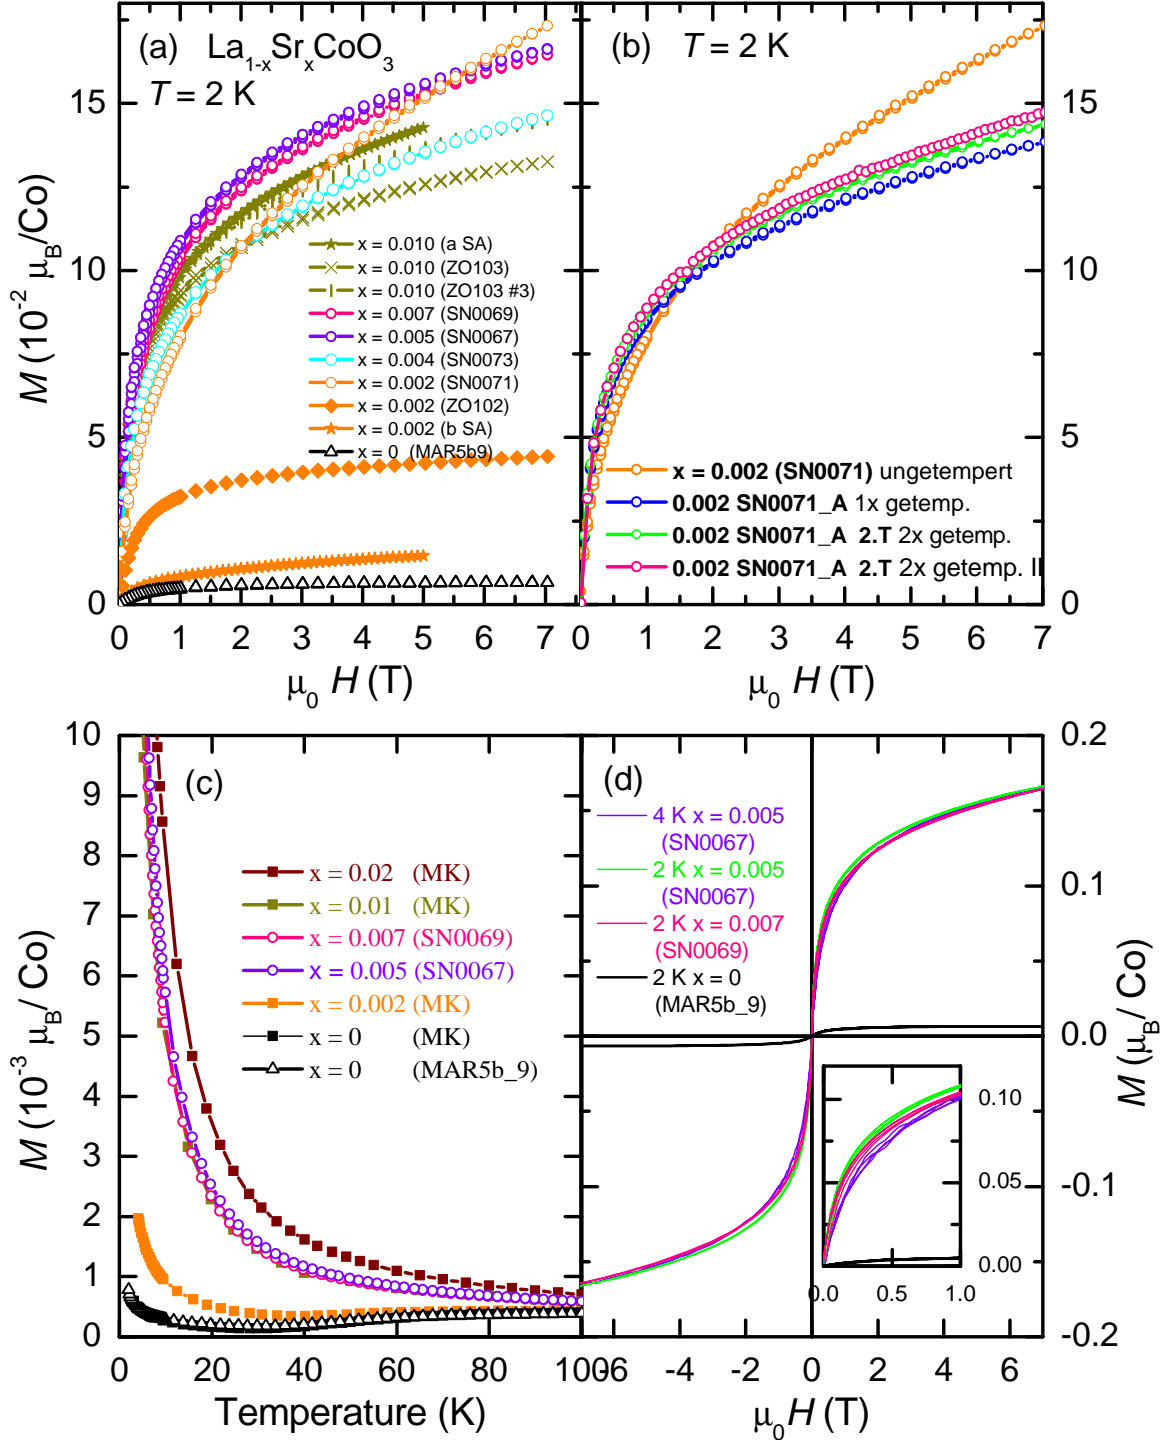 (a) La1-xSrxCoO3
T = 2 K
M (10-2 μB/Co)
15
10
5
0
x = 0.010 (a SA)
x = 0.010 (ZO103)
x = 0.010 (ZO103 #3)
x = 0.007 (SN0069)
x = 0.005 (SN0067)
x = 0.004 (SN0073)
x = 0.002 (SN0071)
x = 0.002 (ZO102)
x = 0.002 (b SA)
x = 0 (MAR5b9)
0 1 2 3 4 5 6 7
μ0 H (T)
(b) T = 2 K
15
10
5
0
x = 0.002 (SN0071) ungetempert
0.002 SN0071_A 1x getemp.
0.002 SN0071_A 2.T 2x getemp.
0.002 SN0071_A 2.T 2x getemp. II
0 1 2 3 4 5 6 7
μ0 H (T)
(c)
M (10-3 μB/ Co)
10
9
8
7
6
5
4
3
2
1
0
x = 0.02 (MK)
x = 0.01 (MK)
x = 0.007 (SN0069)
x = 0.005 (SN0067)
x = 0.002 (MK)
x = 0 (MK)
x = 0 (MAR5b_9)
0 20 40 60 80 100
Temperature (K)
(d)
4 K x = 0.005
(SN0067)
2 K x = 0.005
(SN0067)
2 K x = 0.007
(SN0069)
2 K x = 0
(MAR5b_9)
0.2
0.1
0.0
-0.1
-0.2
M (μB/ Co)
0.10
0.05
0.00
0.0 0.5 1.0
-6 -4 -2 0 2 4 6
μ0 H (T)